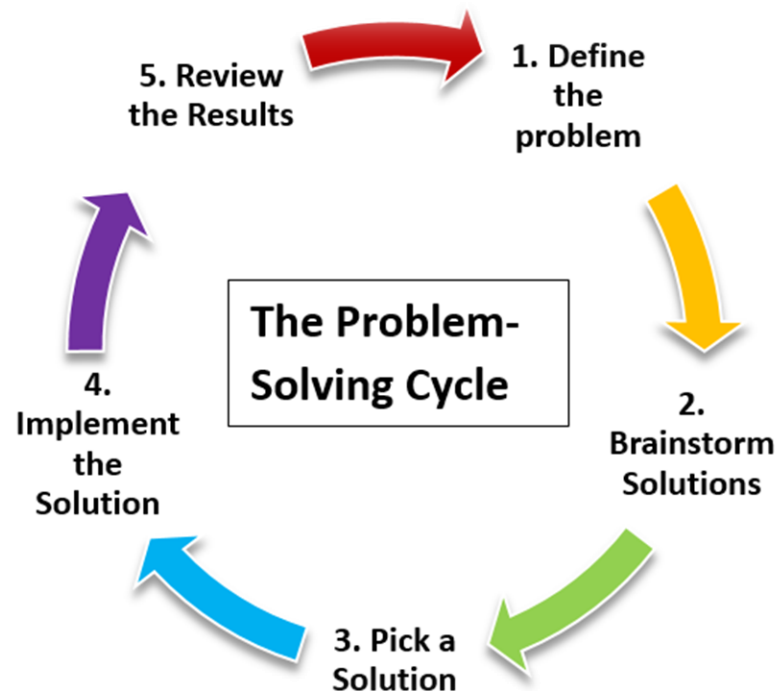 1. Define
the
problem
2.
Brainstorm
Solutions
3. Pick a
Solution
4.
Implement
the
Solution
5. Review
the Results
The Problem-
Solving Cycle